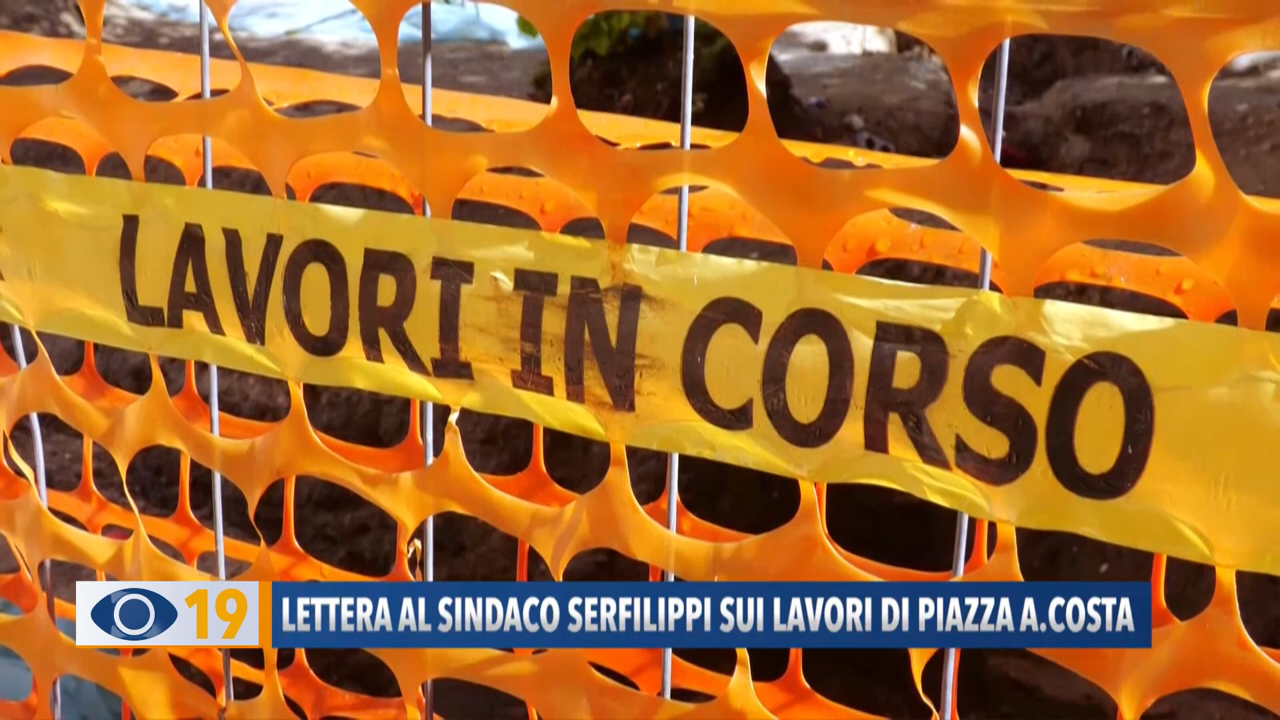 LAVORI IN CORSO
19
LETTERA AL SINDACO SERFILIPPI SUI LAVORI DI PIAZZA A.COSTA